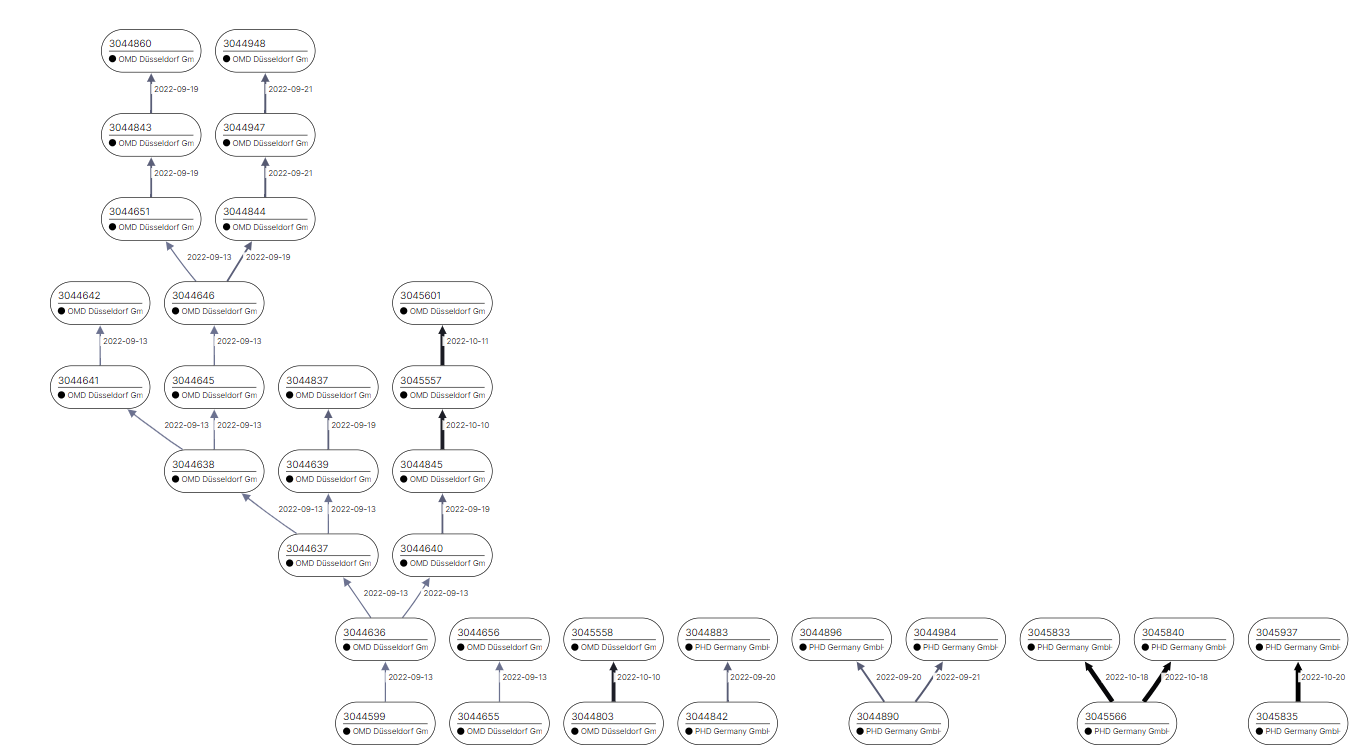 3044860 3044948
OMD Düsseldorf Gm OMD Düsseldorf Gm
2022-09-19 2022-09-21
3044843 3044947
OMD Düsseldorf Gm OMD Düsseldorf Gm
2022-09-19 2022-09-21
3044651 3044844
OMD Düsseldorf Gm OMD Düsseldorf Gm
2022-09-13 2022-09-19
3044642 3044646 3045601
OMD Düsseldorf Gm OMD Düsseldorf Gm OMD Düsseldorf Gm
2022-09-13 2022-09-13 2022-10-11
3044641 3044645 3044837 3045557
OMD Düsseldorf Gm OMD Düsseldorf Gm OMD Düsseldorf Gm OMD Düsseldorf Gm
2022-09-13 2022-09-13 2022-09-19 2022-10-10
3044638 3044639 3044845
OMD Düsseldorf Gm OMD Düsseldorf Gm OMD Düsseldorf Gm
2022-09-13 2022-09-13 2022-09-19
3044637 3044640
OMD Düsseldorf Gm OMD Düsseldorf Gm
2022-09-13 2022-09-13
3044636 3044656 3045558 3044883 3044896 3044984 3045833 3045840 3045937
OMD Düsseldorf Gm OMD Düsseldorf Gm OMD Düsseldorf Gm PHD Germany Gmb PHD Germany Gmb PHD Germany Gmb PHD Germany Gmb PHD Germany Gmb PHD Germany Gmb
2022-09-13 2022-09-13 2022-10-10 2022-09-20 2022-09-20 2022-09-21 2022-10-18 2022-10-18 2022-10-20
3044599 3044655 3044803 3044842 3044890 3045566 3045835
OMD Düsseldorf Gm OMD Düsseldorf Gm OMD Düsseldorf Gm PHD Germany Gmb PHD Germany Gmb PHD Germany Gmb PHD Germany Gmb